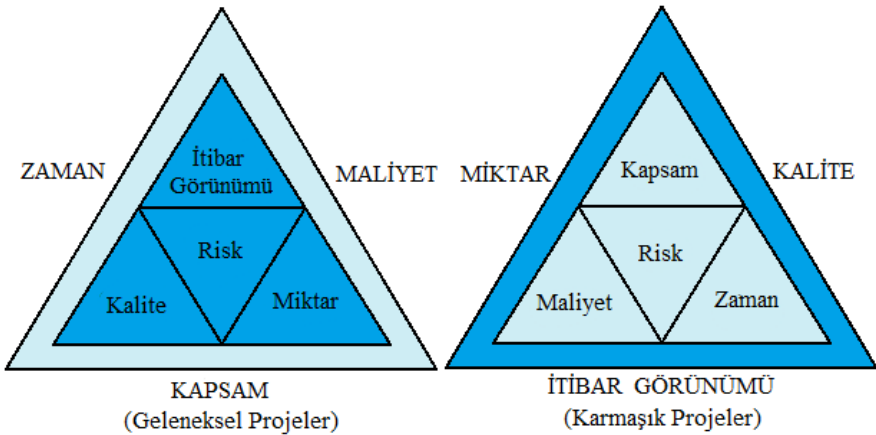 ZAMAN
MALİYET
İtibar
Görünümü
Risk
Kalite
Miktar
KAPSAM
(Geleneksel Projeler)
MİKTAR
KALİTE
Kapsam
Risk
Maliyet
Zaman
İTİBAR GÖRÜNÜMÜ
(Karmaşık Projeler)